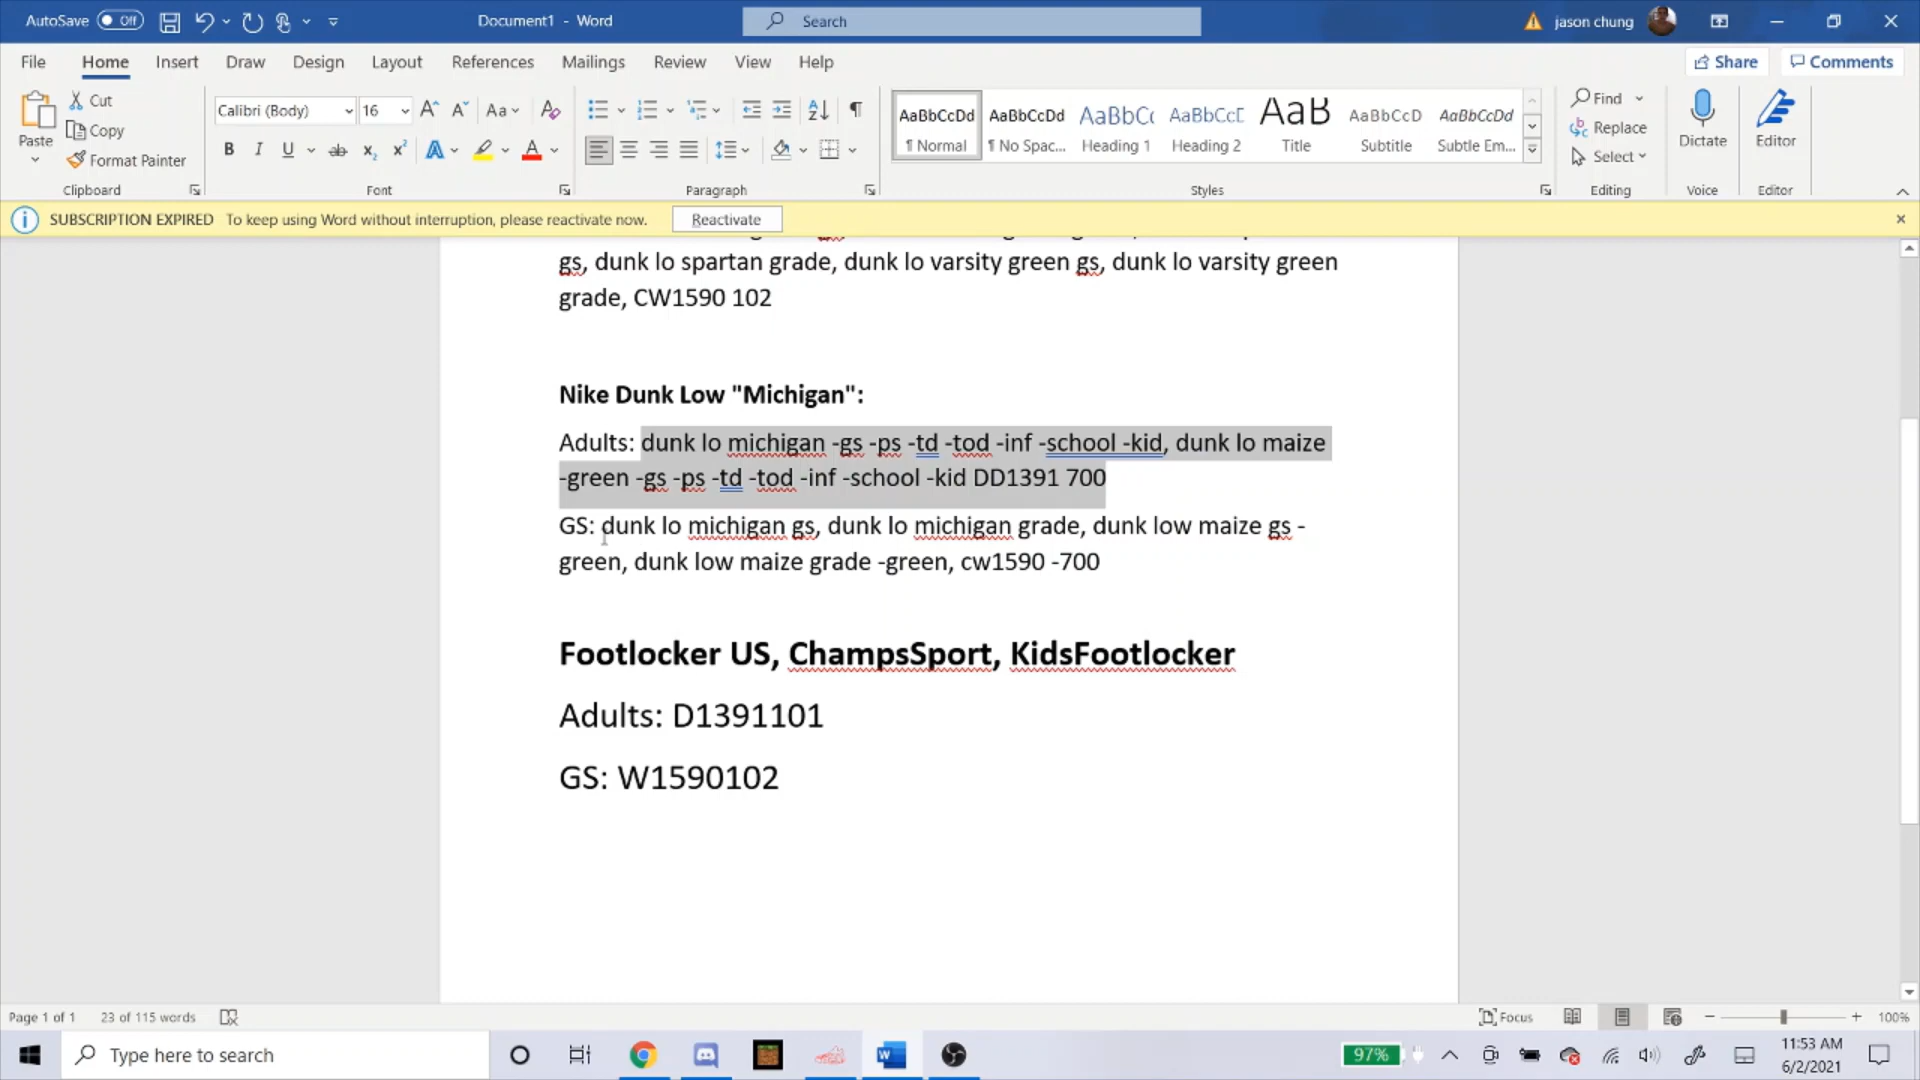 AutoSave Off Document1 - Word Search jason chung
File Home Insert Draw Design Layout References Mailings Review View Help Share Comments
Paste Cut Copy Format Painter Clipboard
Calibri (Body) 16 Aa Font
Paragraph
AaBbCcDd AaBbCcDd AaBbCc AaBbCcE AaB AaBbCcD AaBbCcDd
¶ Normal ¶ No Spac... Heading 1 Heading 2 Title Subtitle Subtle Em...
Styles
Find Replace Select Editing
Dictate Voice
Editor Editor
SUBSCRIPTION EXPIRED To keep using Word without interruption, please reactivate now. Reactivate
gs, dunk lo spartan grade, dunk lo varsity green gs, dunk lo varsity green
grade, CW1590 102
Nike Dunk Low "Michigan":
Adults: dunk lo michigan -gs -ps -td -tod -inf -school -kid, dunk lo maize
-green -gs -ps -td -tod -inf -school -kid DD1391 700
GS: dunk lo michigan gs, dunk lo michigan grade, dunk low maize gs -
green, dunk low maize grade -green, cw1590 -700
Footlocker US, ChampsSport, KidsFootlocker
Adults: D1391101
GS: W1590102
Page 1 of 1 23 of 115 words Focus 100%
Type here to search 97% 11:53 AM
6/2/2021